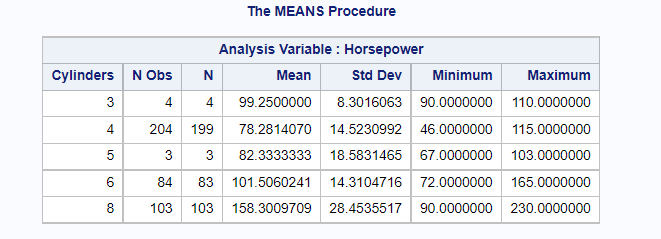 The MEANS Procedure
Analysis Variable : Horsepower
Cylinders N Obs N Mean Std Dev Minimum Maximum
3 4 4 99.2500000 8.3016063 90.0000000 110.0000000
4 204 199 78.2814070 14.5230992 46.0000000 115.0000000
5 3 3 82.3333333 18.5831465 67.0000000 103.0000000
6 84 83 101.5060241 14.3104716 72.0000000 165.0000000
8 103 103 158.3009709 28.4535517 90.0000000 230.0000000